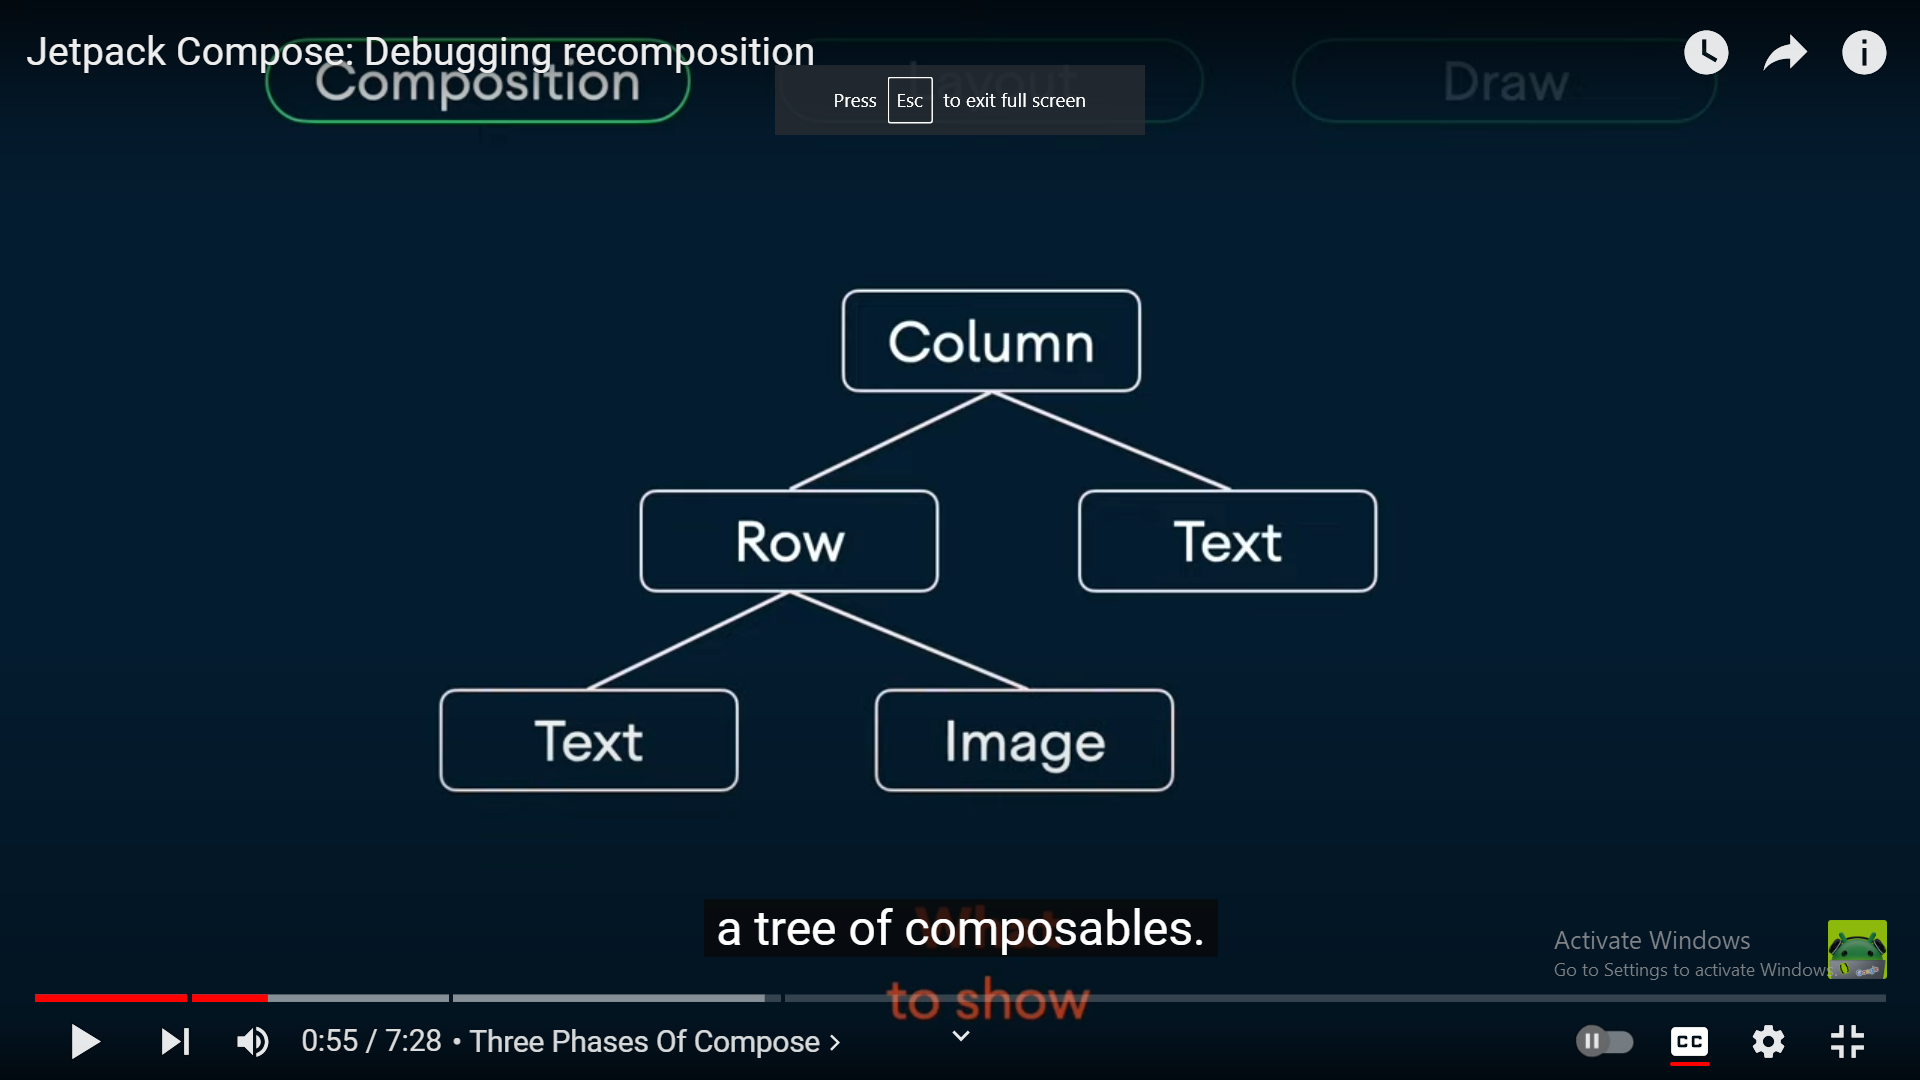 Jetpack Compose: Debugging recomposition
Composition
Layout
Draw
Press Esc to exit full screen
Column
Row
Text
Text
Image
What
a tree of composables.
to show
Activate Windows
Go to Settings to activate Windows.
0:55 / 7:28 • Three Phases Of Compose
CC